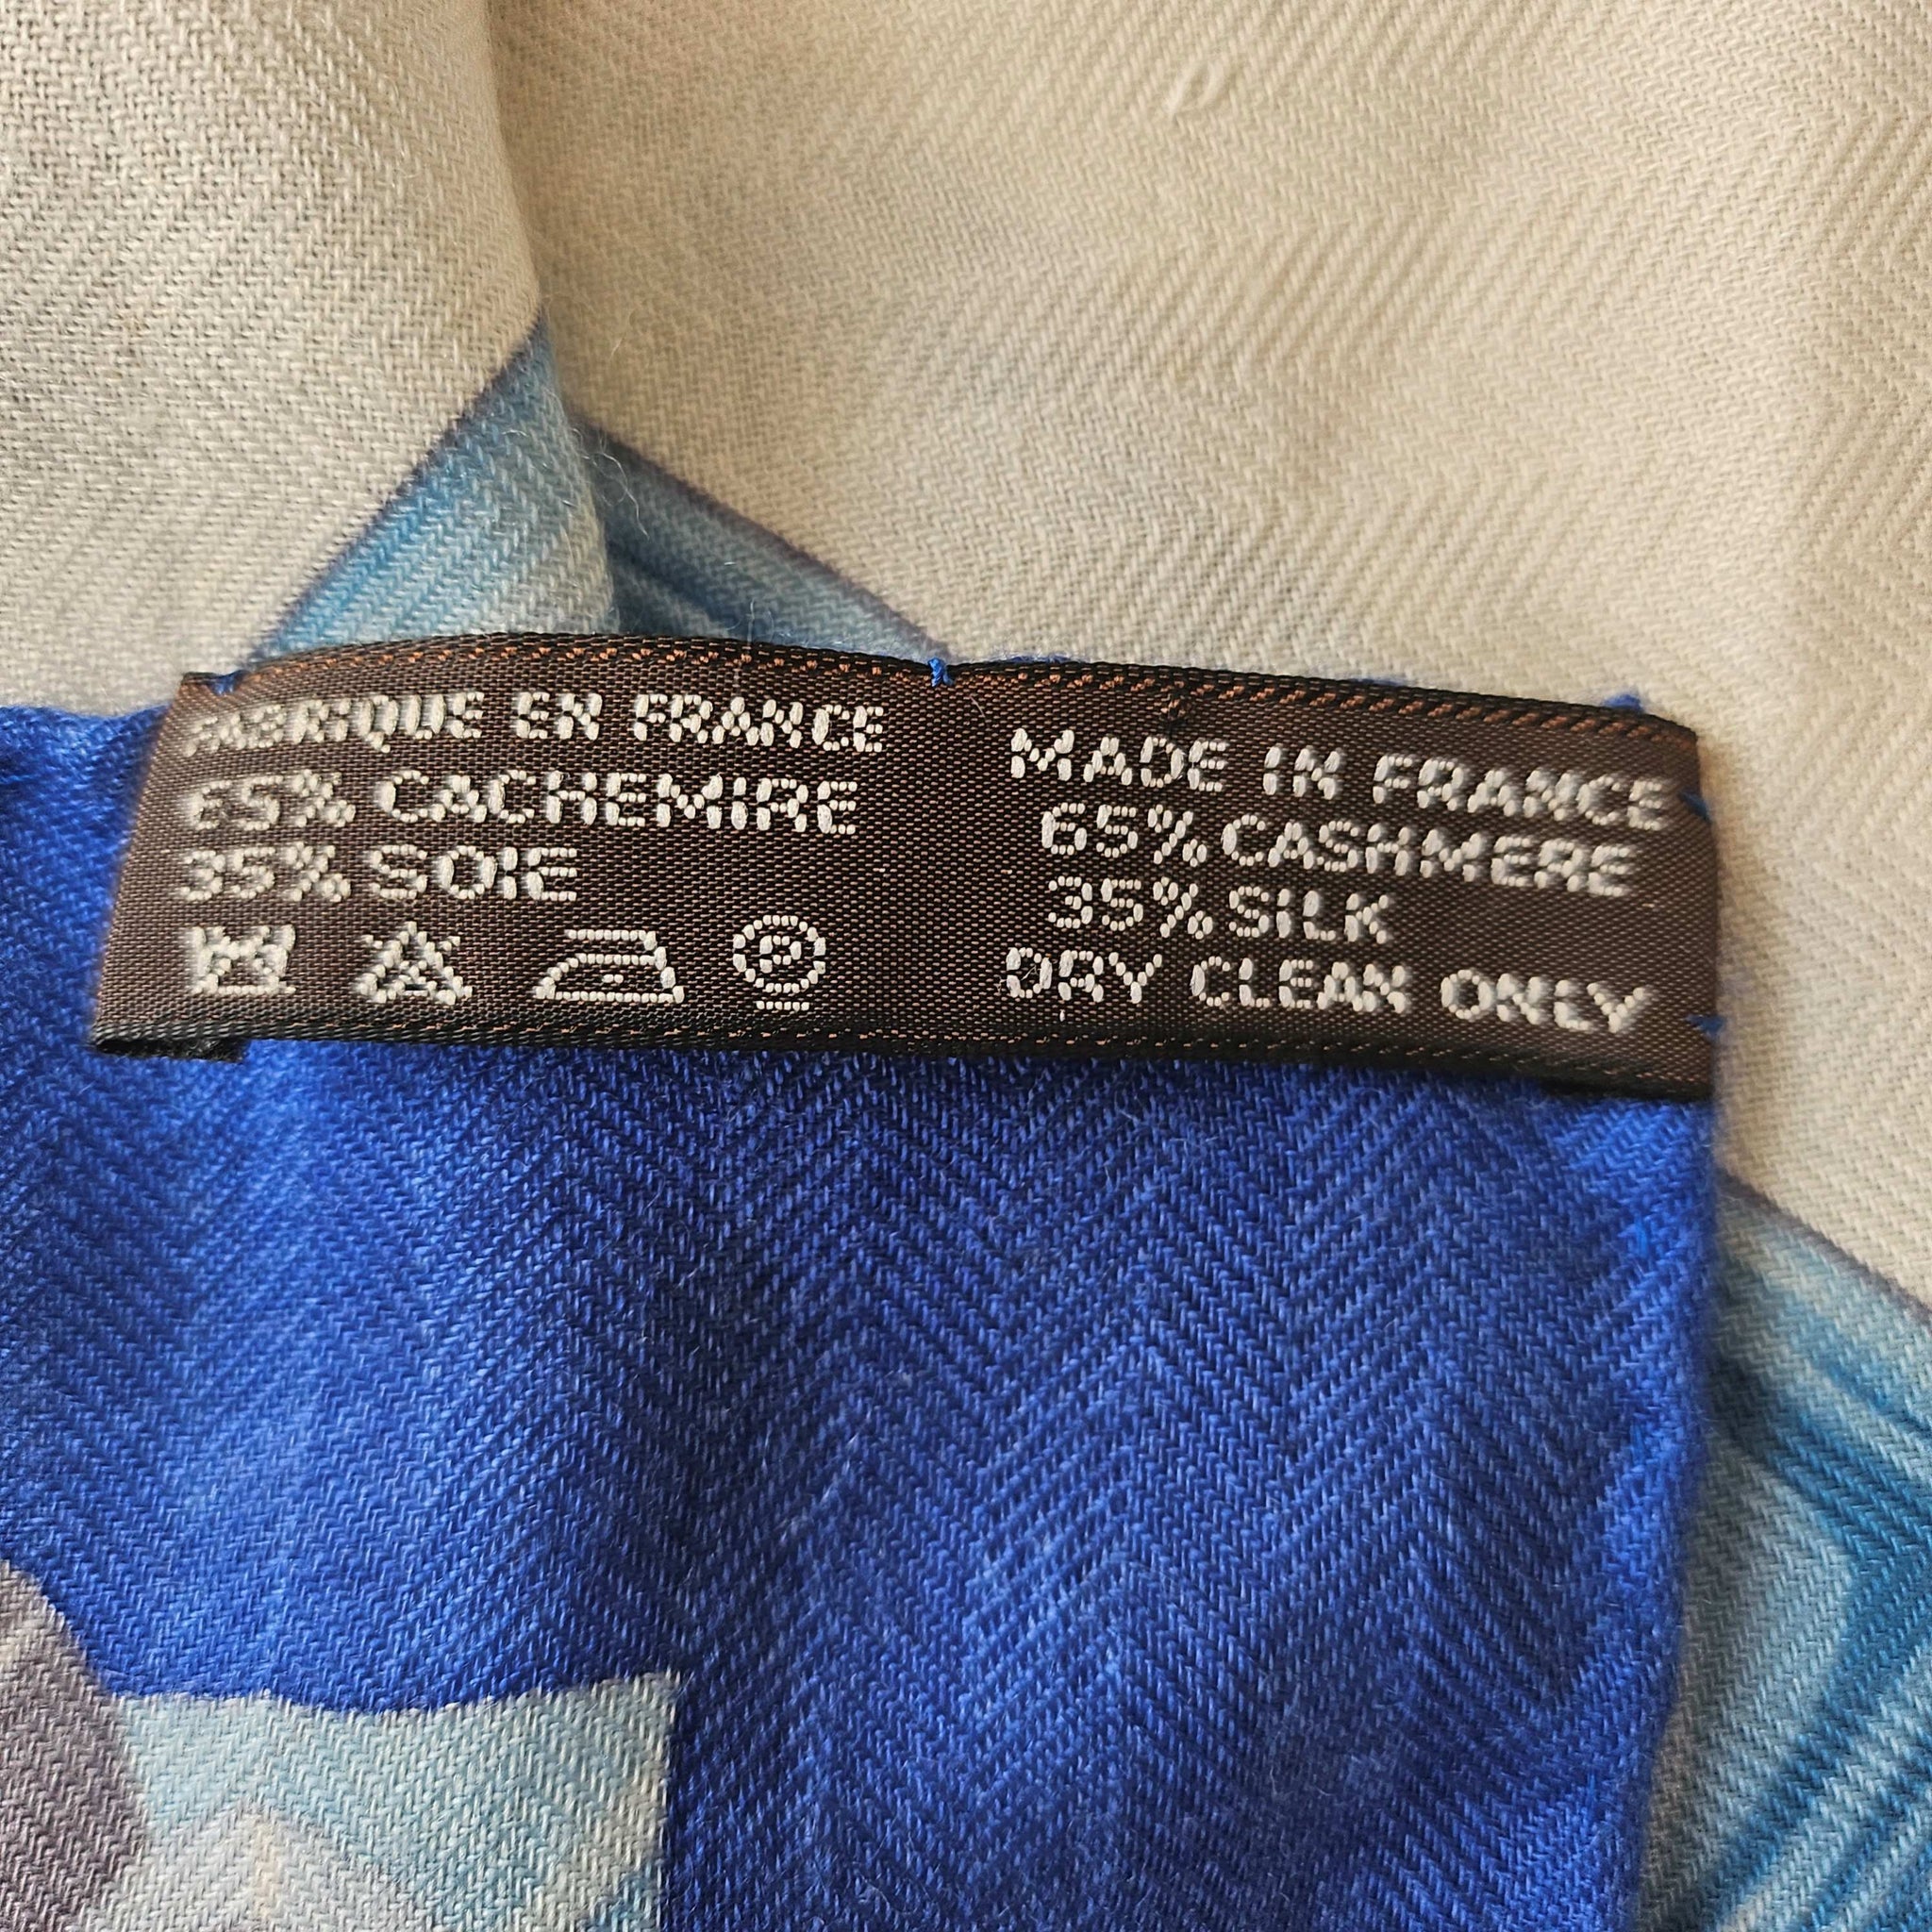 FABRIQUE EN FRANCE
65% CACHEMIRE
35% SOIE
P
MADE IN FRANCE
65% CASHMERE
35% SILK
DRY CLEAN ONLY